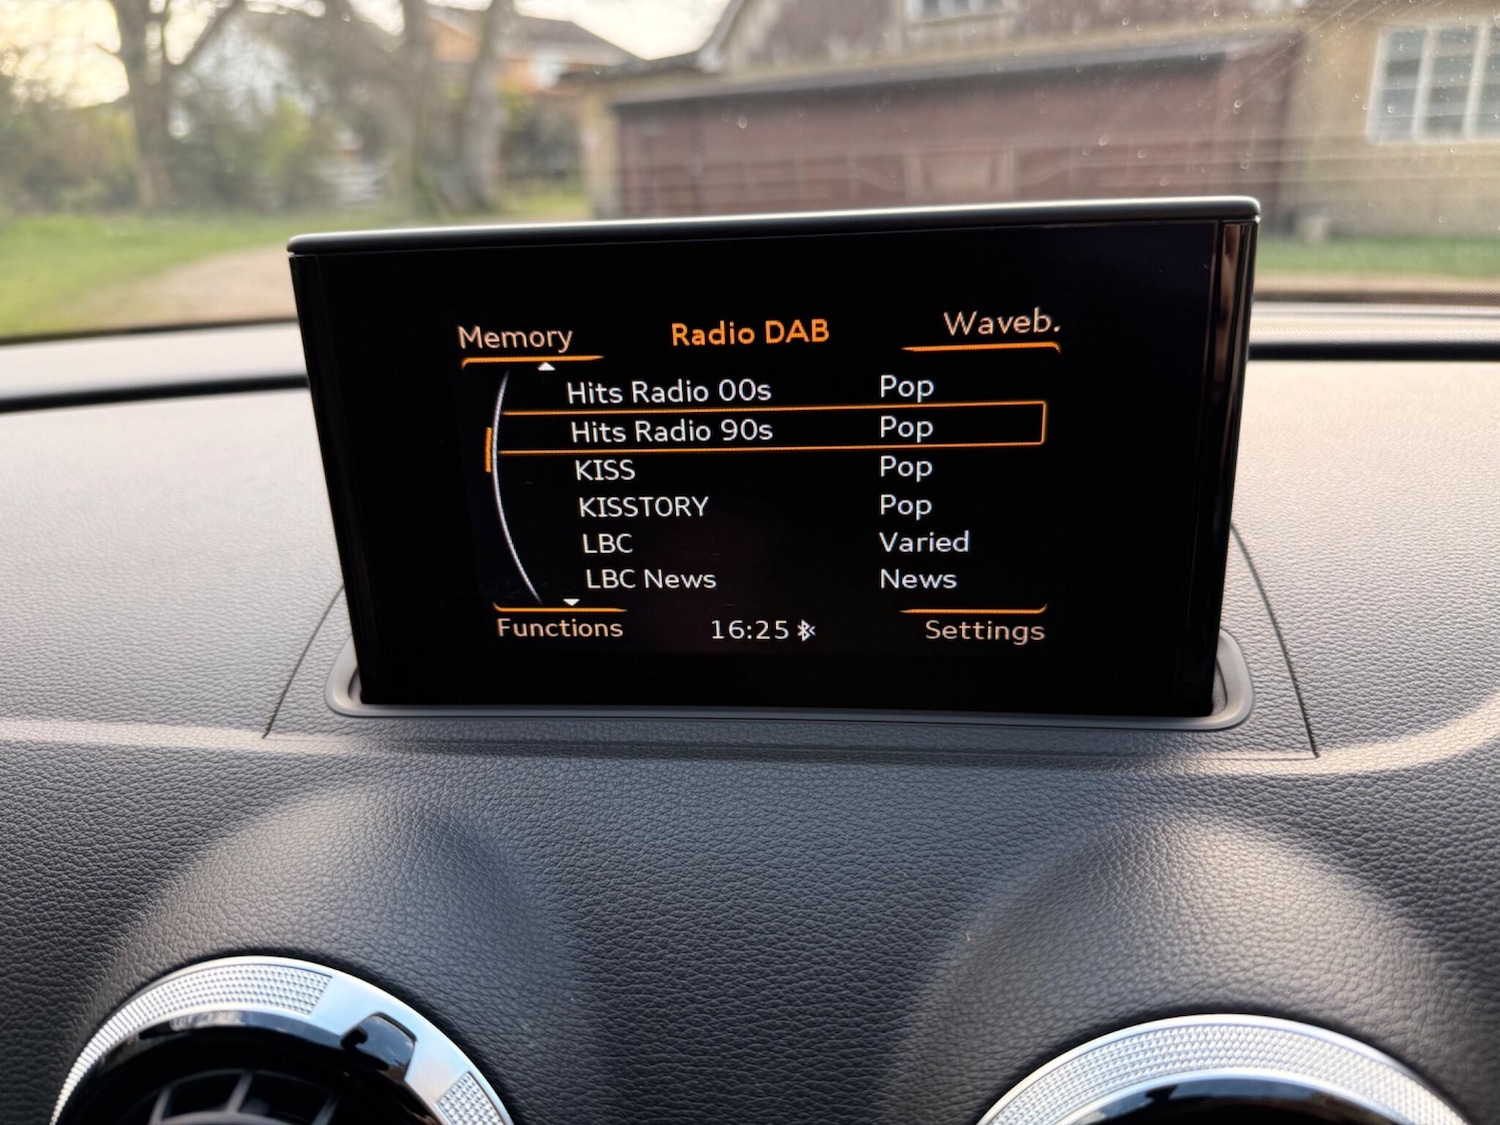 Memory Radio DAB Waveb.
Hits Radio 00s Pop
Hits Radio 90s Pop
KISS Pop
KISSTORY Pop
LBC Varied
LBC News News
Functions 16:25 Settings